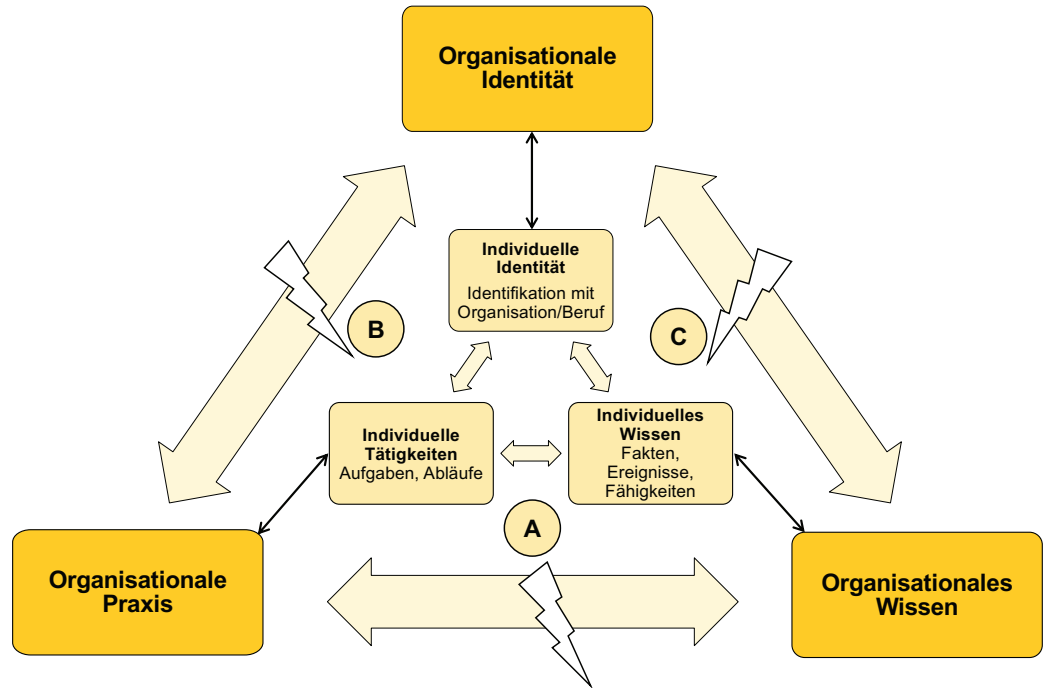 Organisationale
Identität
Individuelle
Identität
Identifikation mit
Organisation/Beruf
B
C
Individuelle
Tätigkeiten
Aufgaben, Abläufe
Individuelles
Wissen
Fakten,
Ereignisse,
Fähigkeiten
A
Organisationale
Praxis
Organisationales
Wissen